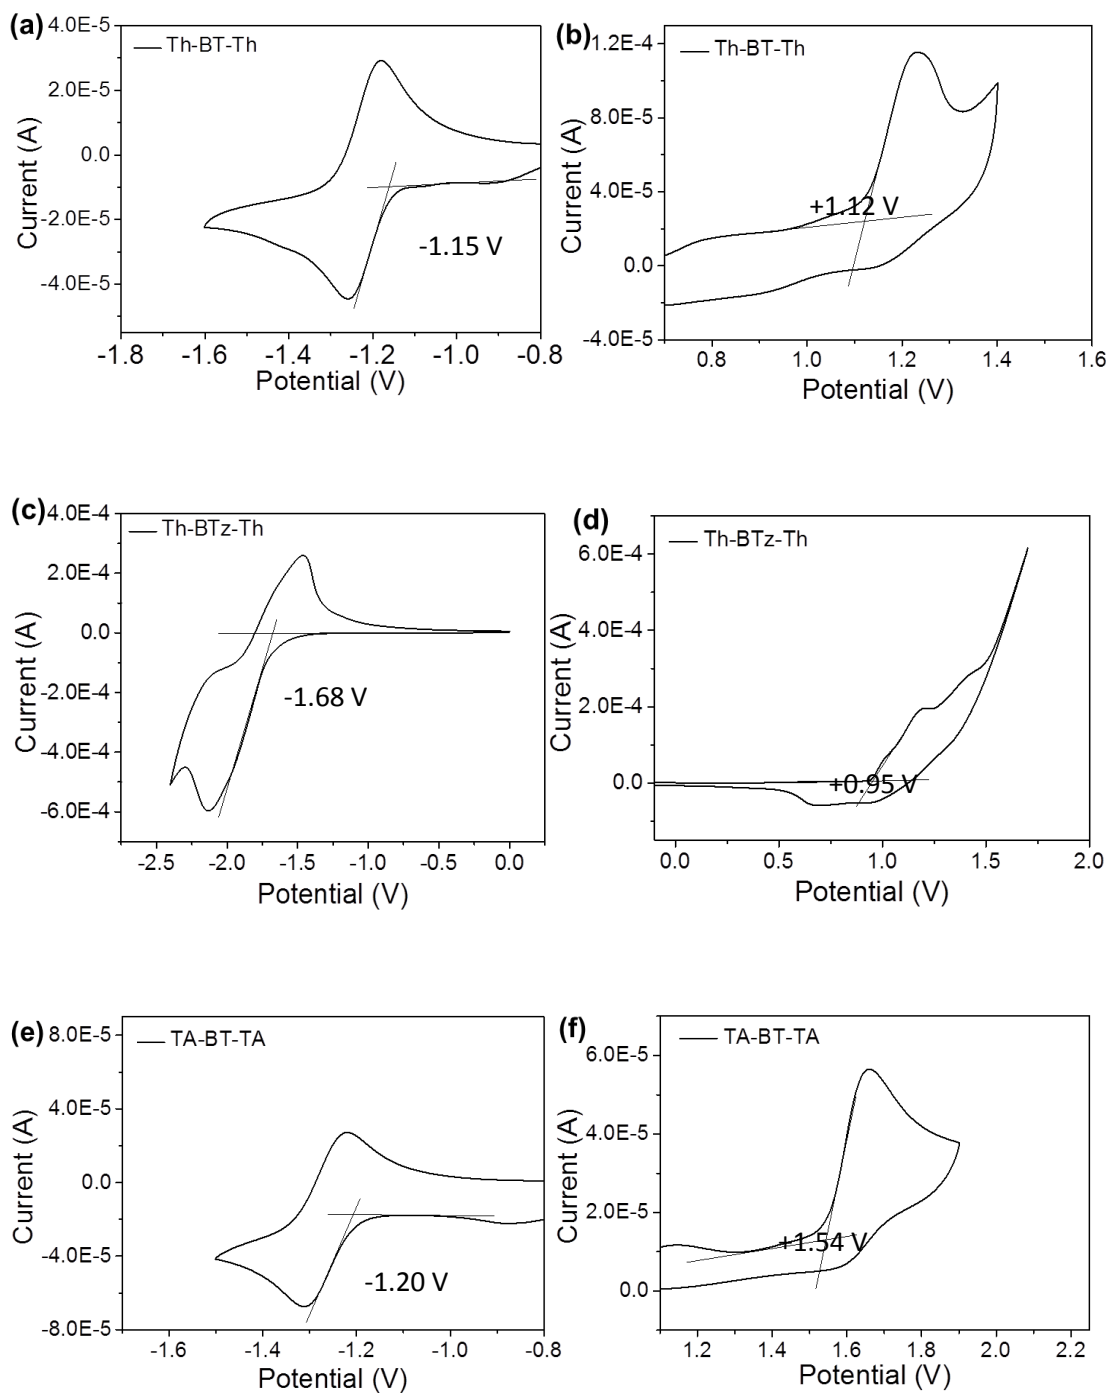 (a)
Th-BT-Th
4.0E-5
2.0E-5
0.0
-2.0E-5
-4.0E-5
Current (A)
-1.15 V
-1.8 -1.6 -1.4 -1.2 -1.0 -0.8
Potential (V)
(b)
Th-BT-Th
1.2E-4
8.0E-5
4.0E-5
0.0
-4.0E-5
Current (A)
+1.12 V
0.8 1.0 1.2 1.4 1.6
Potential (V)
(c)
Th-BTz-Th
4.0E-4
2.0E-4
0.0
-2.0E-4
-4.0E-4
-6.0E-4
Current (A)
-1.68 V
-2.5 -2.0 -1.5 -1.0 -0.5 0.0
Potential (V)
(d)
Th-BTz-Th
6.0E-4
4.0E-4
2.0E-4
0.0
Current (A)
+0.95 V
0.0 0.5 1.0 1.5 2.0
Potential (V)
(e)
TA-BT-TA
8.0E-5
4.0E-5
0.0
-4.0E-5
-8.0E-5
Current (A)
-1.20 V
-1.6 -1.4 -1.2 -1.0 -0.8
Potential (V)
(f)
TA-BT-TA
6.0E-5
4.0E-5
2.0E-5
0.0
Current (A)
+1.54 V
1.2 1.4 1.6 1.8 2.0 2.2
Potential (V)